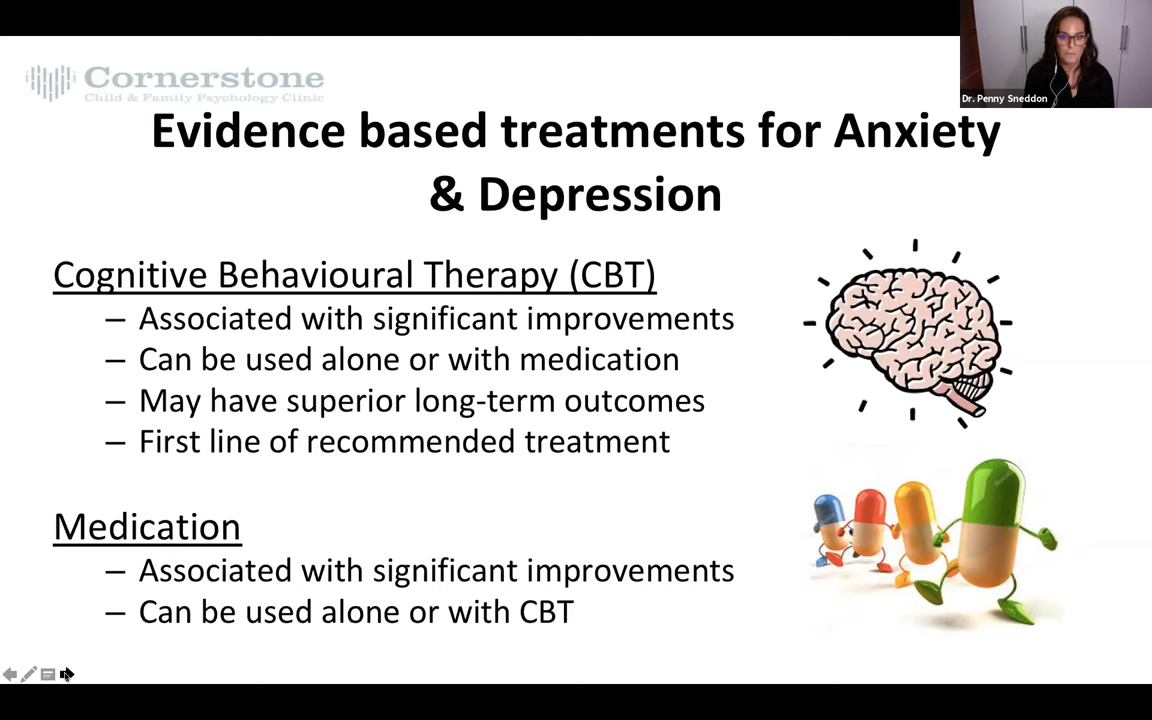 Cornerstone
Child & Family Psychology Clinic
Dr. Penny Sneddon
Evidence based treatments for Anxiety
& Depression
Cognitive Behavioural Therapy (CBT)
– Associated with significant improvements
– Can be used alone or with medication
– May have superior long-term outcomes
– First line of recommended treatment
Medication
– Associated with significant improvements
– Can be used alone or with CBT